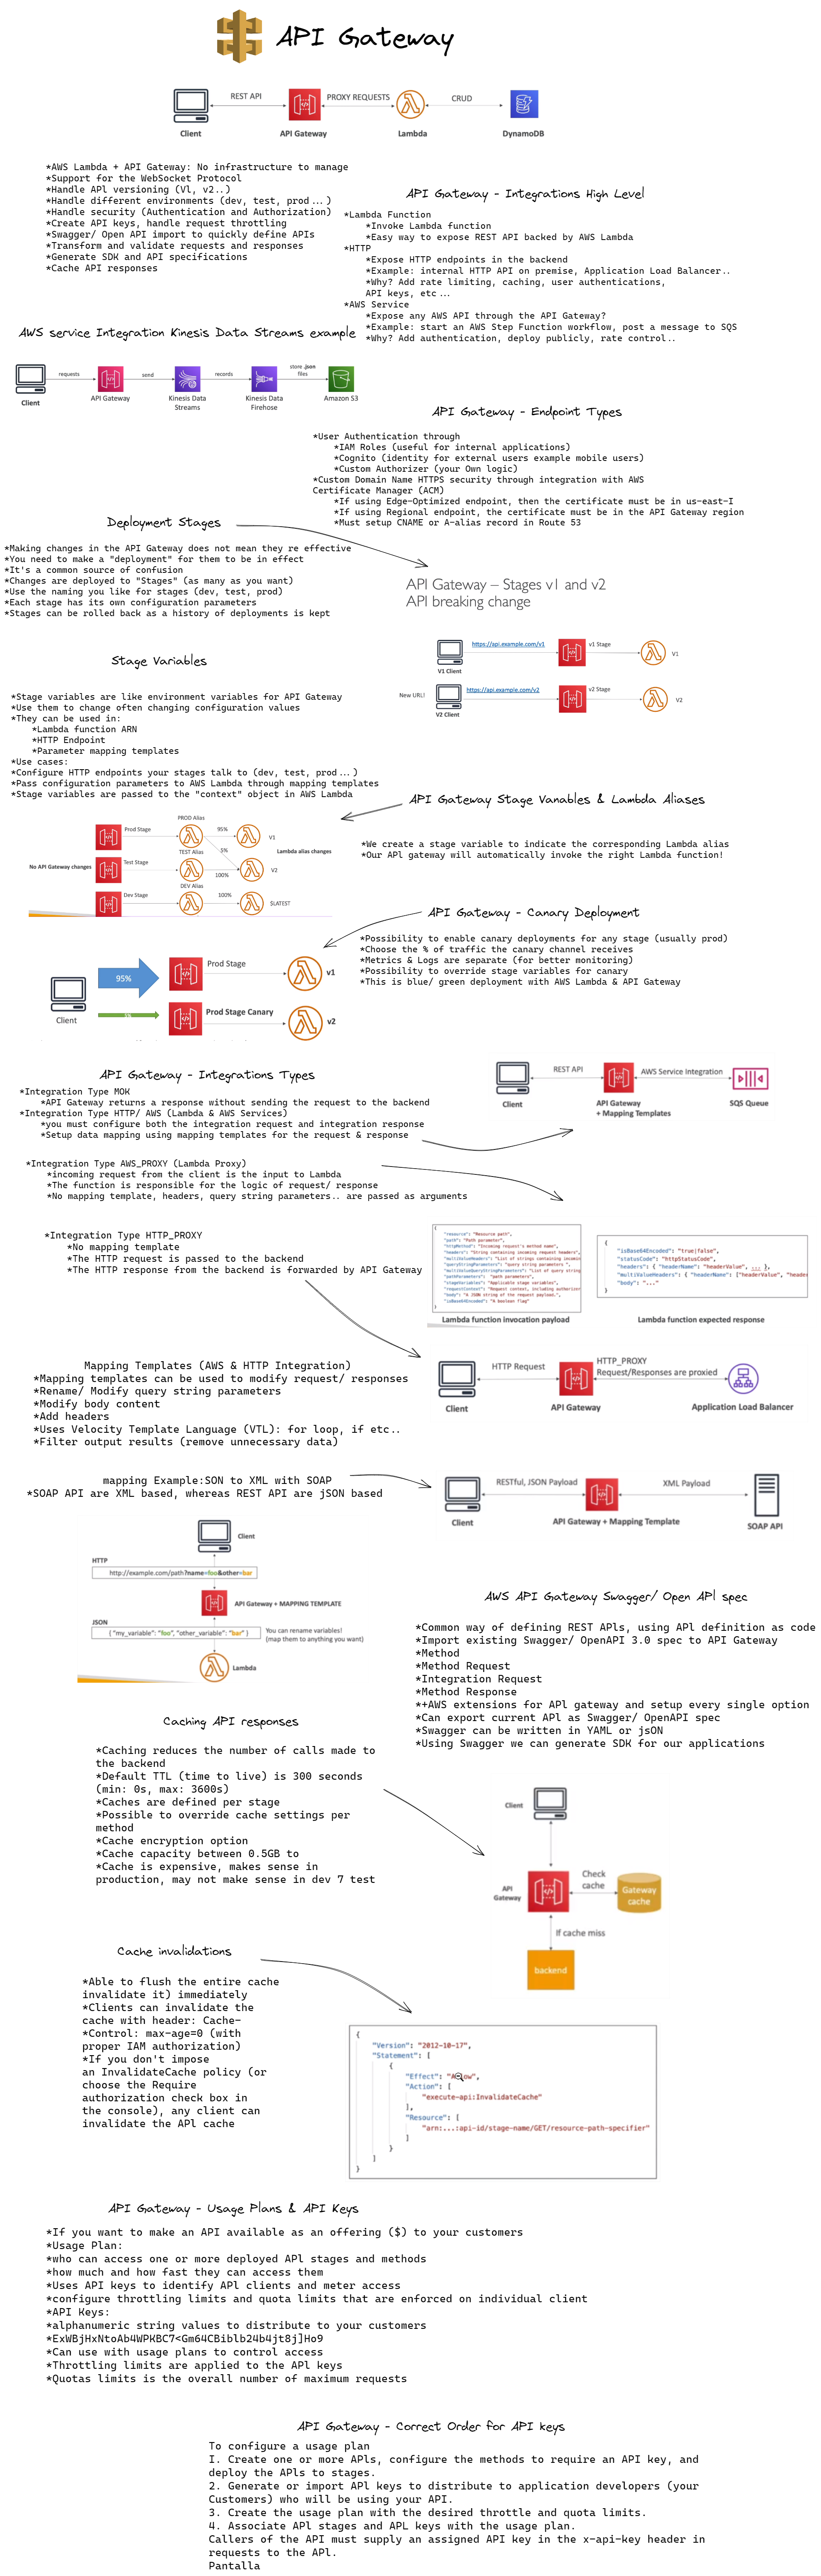 API Gateway
REST API
PROXY REQUESTS
CRUD
Client
API Gateway
Lambda
DynamoDB
*AWS Lambda + API Gateway: No infrastructure to manage
*Support for the WebSocket Protocol
*Handle APl versioning (Vl, v2..)
*Handle different environments (dev, test, prod...)
*Handle security (Authentication and Authorization)
*Create API keys, handle request throttling
*Swagger/ Open API import to quickly define APIs
*Transform and validate requests and responses
*Generate SDK and API specifications
*Cache API responses
API Gateway - Integrations High Level
*Lambda Function
*Invoke Lambda function
*Easy way to expose REST API backed by AWS Lambda
*HTTP
*Expose HTTP endpoints in the backend
*Example: internal HTTP API on premise, Application Load Balancer..
*Why? Add rate limiting, caching, user authentications,
API keys, etc...
*AWS Service
*Expose any AWS API through the API Gateway?
*Example: start an AWS Step Function workflow, post a message to SQS
*Why? Add authentication, deploy publicly, rate control..
AWS service Integration Kinesis Data Streams example
requests
send
records
store .json
files
Client
API Gateway
Kinesis Data
Streams
Kinesis Data
Firehose
Amazon S3
API Gateway - Endpoint Types
*User Authentication through
*IAM Roles (useful for internal applications)
*Cognito (identity for external users example mobile users)
*Custom Authorizer (your Own logic)
*Custom Domain Name HTTPS security through integration with AWS
Certificate Manager (ACM)
*If using Edge-Optimized endpoint, then the certificate must be in us-east-I
*If using Regional endpoint, the certificate must be in the API Gateway region
*Must setup CNAME or A-alias record in Route 53
Deployment Stages
*Making changes in the API Gateway does not mean they re effective
*You need to make a "deployment" for them to be in effect
*It's a common source of confusion
*Changes are deployed to "Stages" (as many as you want)
*Use the naming you like for stages (dev, test, prod)
*Each stage has its own configuration parameters
*Stages can be rolled back as a history of deployments is kept
API Gateway – Stages v1 and v2
API breaking change
https://api.example.com/v1
v1 Stage
V1
V1 Client
New URL!
https://api.example.com/v2
v2 Stage
V2
V2 Client
Stage Variables
*Stage variables are like environment variables for API Gateway
*Use them to change often changing configuration values
*They can be used in:
*Lambda function ARN
*HTTP Endpoint
*Parameter mapping templates
*Use cases:
*Configure HTTP endpoints your stages talk to (dev, test, prod...)
*Pass configuration parameters to AWS Lambda through mapping templates
*Stage variables are passed to the "context" object in AWS Lambda
API Gateway Stage Vanables & Lambda Aliases
*We create a stage variable to indicate the corresponding Lambda alias
*Our APl gateway will automatically invoke the right Lambda function!
PROD Alias
Prod Stage
95%
V1
5%
No API Gateway changes
Test Stage
TEST Alias
Lambda alias changes
100%
V2
DEV Alias
Dev Stage
100%
$LATEST
API Gateway - Canary Deployment
*Possibility to enable canary deployments for any stage (usually prod)
*Choose the % of traffic the canary channel receives
*Metrics & Logs are separate (for better monitoring)
*Possibility to override stage variables for canary
*This is blue/ green deployment with AWS Lambda & API Gateway
95%
Prod Stage
v1
Client
5%
Prod Stage Canary
v2
API Gateway - Integrations Types
*Integration Type MOK
*API Gateway returns a response without sending the request to the backend
*Integration Type HTTP/ AWS (Lambda & AWS Services)
*you must configure both the integration request and integration response
*Setup data mapping using mapping templates for the request & response
REST API
AWS Service Integration
Client
API Gateway
+ Mapping Templates
SQS Queue
*Integration Type AWS_PROXY (Lambda Proxy)
*incoming request from the client is the input to Lambda
*The function is responsible for the logic of request/ response
*No mapping template, headers, query string parameters.. are passed as arguments
*Integration Type HTTP_PROXY
*No mapping template
*The HTTP request is passed to the backend
*The HTTP response from the backend is forwarded by API Gateway
{
"resource": "Resource path",
"path": "Path parameter",
"httpMethod": "Incoming request's method name",
"headers": "String containing incoming request headers",
"multiValueHeaders": "List of strings containing incomin
"queryStringParameters": "query string parameters ",
"multiValueQueryStringParameters": "List of query string
"pathParameters": "path parameters",
"stageVariables": "Applicable stage variables",
"requestContext": "Request context, including authorizer
"body": "A JSON string of the request payload.",
"isBase64Encoded": "A boolean flag"
}
Lambda function invocation payload
{
"isBase64Encoded": "true|false",
"statusCode": "httpStatusCode",
"headers": { "headerName": "headerValue", ... },
"multiValueHeaders": { "headerName": ["headerValue", "heade
"body": "..."
}
Lambda function expected response
HTTP Request
HTTP_PROXY
Request/Responses are proxied
Client
API Gateway
Application Load Balancer
Mapping Templates (AWS & HTTP Integration)
*Mapping templates can be used to modify request/ responses
*Rename/ Modify query string parameters
*Modify body content
*Add headers
*Uses Velocity Template Language (VTL): for loop, if etc..
*Filter output results (remove unnecessary data)
mapping Example:SON to XML with SOAP
*SOAP API are XML based, whereas REST API are jSON based
RESTful, JSON Payload
XML Payload
Client
API Gateway + Mapping Template
SOAP API
Client
HTTP
http://example.com/path?name=foo&other=bar
API Gateway + MAPPING TEMPLATE
JSON
{ "my_variable": "foo", "other_variable": "bar" }
You can rename variables!
(map them to anything you want)
Lambda
AWS API Gateway Swagger/ Open APl spec
*Common way of defining REST APls, using APl definition as code
*Import existing Swagger/ OpenAPI 3.0 spec to API Gateway
*Method
*Method Request
*Integration Request
*Method Response
*+AWS extensions for APl gateway and setup every single option
*Can export current APl as Swagger/ OpenAPI spec
*Swagger can be written in YAML or jsON
*Using Swagger we can generate SDK for our applications
Caching API responses
*Caching reduces the number of calls made to
the backend
*Default TTL (time to live) is 300 seconds
(min: 0s, max: 3600s)
*Caches are defined per stage
*Possible to override cache settings per
method
*Cache encryption option
*Cache capacity between 0.5GB to
*Cache is expensive, makes sense in
production, may not make sense in dev 7 test
Client
API
Gateway
Check
cache
Gateway
cache
If cache miss
backend
Cache invalidations
*Able to flush the entire cache
invalidate it) immediately
*Clients can invalidate the
cache with header: Cache-
*Control: max-age=0 (with
proper IAM authorization)
*If you don't impose
an InvalidateCache policy (or
choose the Require
authorization check box in
the console), any client can
invalidate the APl cache
{
"Version": "2012-10-17",
"Statement": [
{
"Effect": "Allow",
"Action": [
"execute-api:InvalidateCache"
],
"Resource": [
"arn:...:api-id/stage-name/GET/resource-path-specifier"
]
}
]
}
API Gateway - Usage Plans & API Keys
*If you want to make an API available as an offering ($) to your customers
*Usage Plan:
*who can access one or more deployed APl stages and methods
*how much and how fast they can access them
*Uses API keys to identify APl clients and meter access
*configure throttling limits and quota limits that are enforced on individual client
*API Keys:
*alphanumeric string values to distribute to your customers
*ExWBjHxNtoAb4WPKBC7<Gm64CBiblb24b4jt8j]Ho9
*Can use with usage plans to control access
*Throttling limits are applied to the APl keys
*Quotas limits is the overall number of maximum requests
API Gateway - Correct Order for API keys
To configure a usage plan
I. Create one or more APls, configure the methods to require an API key, and
deploy the APls to stages.
2. Generate or import APl keys to distribute to application developers (your
Customers) who will be using your API.
3. Create the usage plan with the desired throttle and quota limits.
4. Associate APl stages and APL keys with the usage plan.
Callers of the API must supply an assigned API key in the x-api-key header in
requests to the APl.
Pantalla